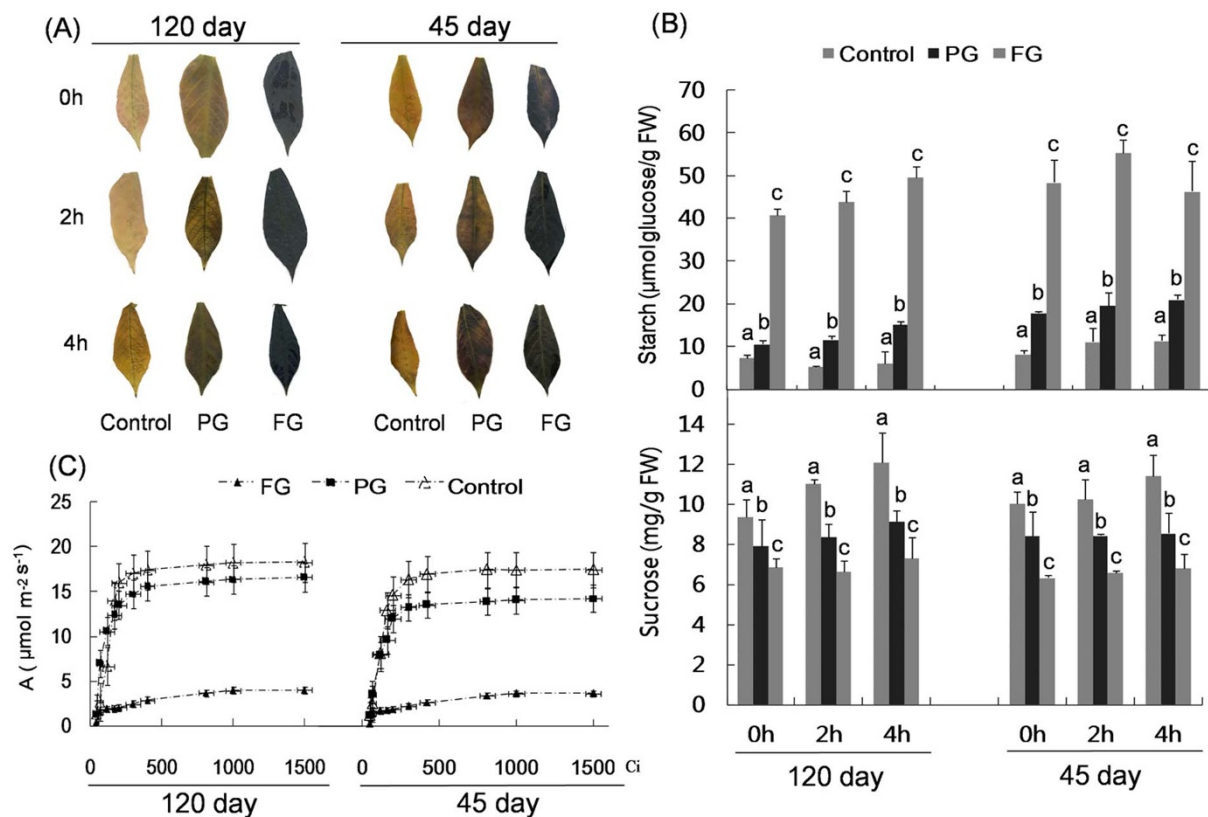 (A)
120 day 45 day
0h
2h
4h
Control PG FG Control PG FG
(B)
Control PG FG
Starch (μmol glucose/g FW)
70
60
50
40
30
20
10
0
a b c a b c a b c a b c a b c a b c
Sucrose (mg/g FW)
14
12
10
8
6
4
2
0
a b c a b c a b c a b c a b c a b c
0h 2h 4h 0h 2h 4h
120 day 45 day
(C)
FG PG Control
A ( μmol m-2 s-1)
25
20
15
10
5
0
0 500 1000 1500 0 500 1000 1500 Ci
120 day 45 day